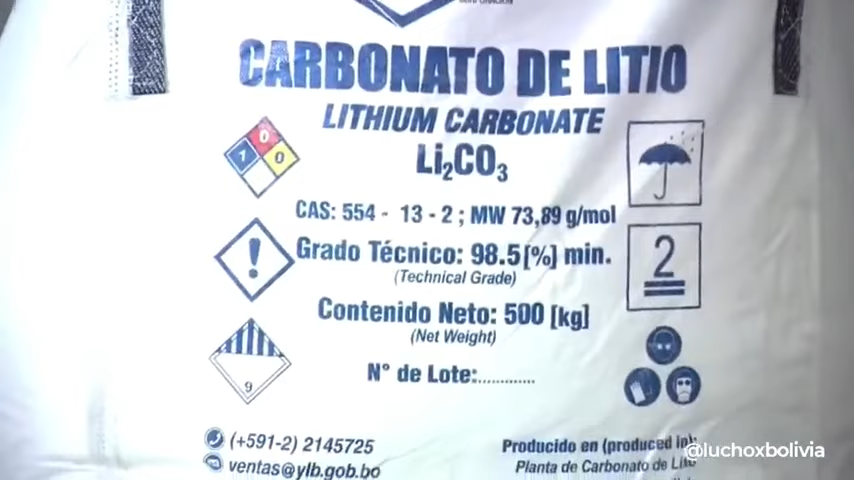 CARBONATO DE LITIO
LITHIUM CARBONATE
Li₂CO₃
0
1
0
CAS: 554 - 13 - 2 ; MW 73,89 g/mol
Grado Técnico: 98.5[%] min.
(Technical Grade)
2
Contenido Neto: 500 [kg]
(Net Weight)
9
N° de Lote:.............
(+591-2) 2145725
ventas@ylb.gob.bo
Producido en (produced in):
Planta de Carbonato de Litio
@luchoxbolivia